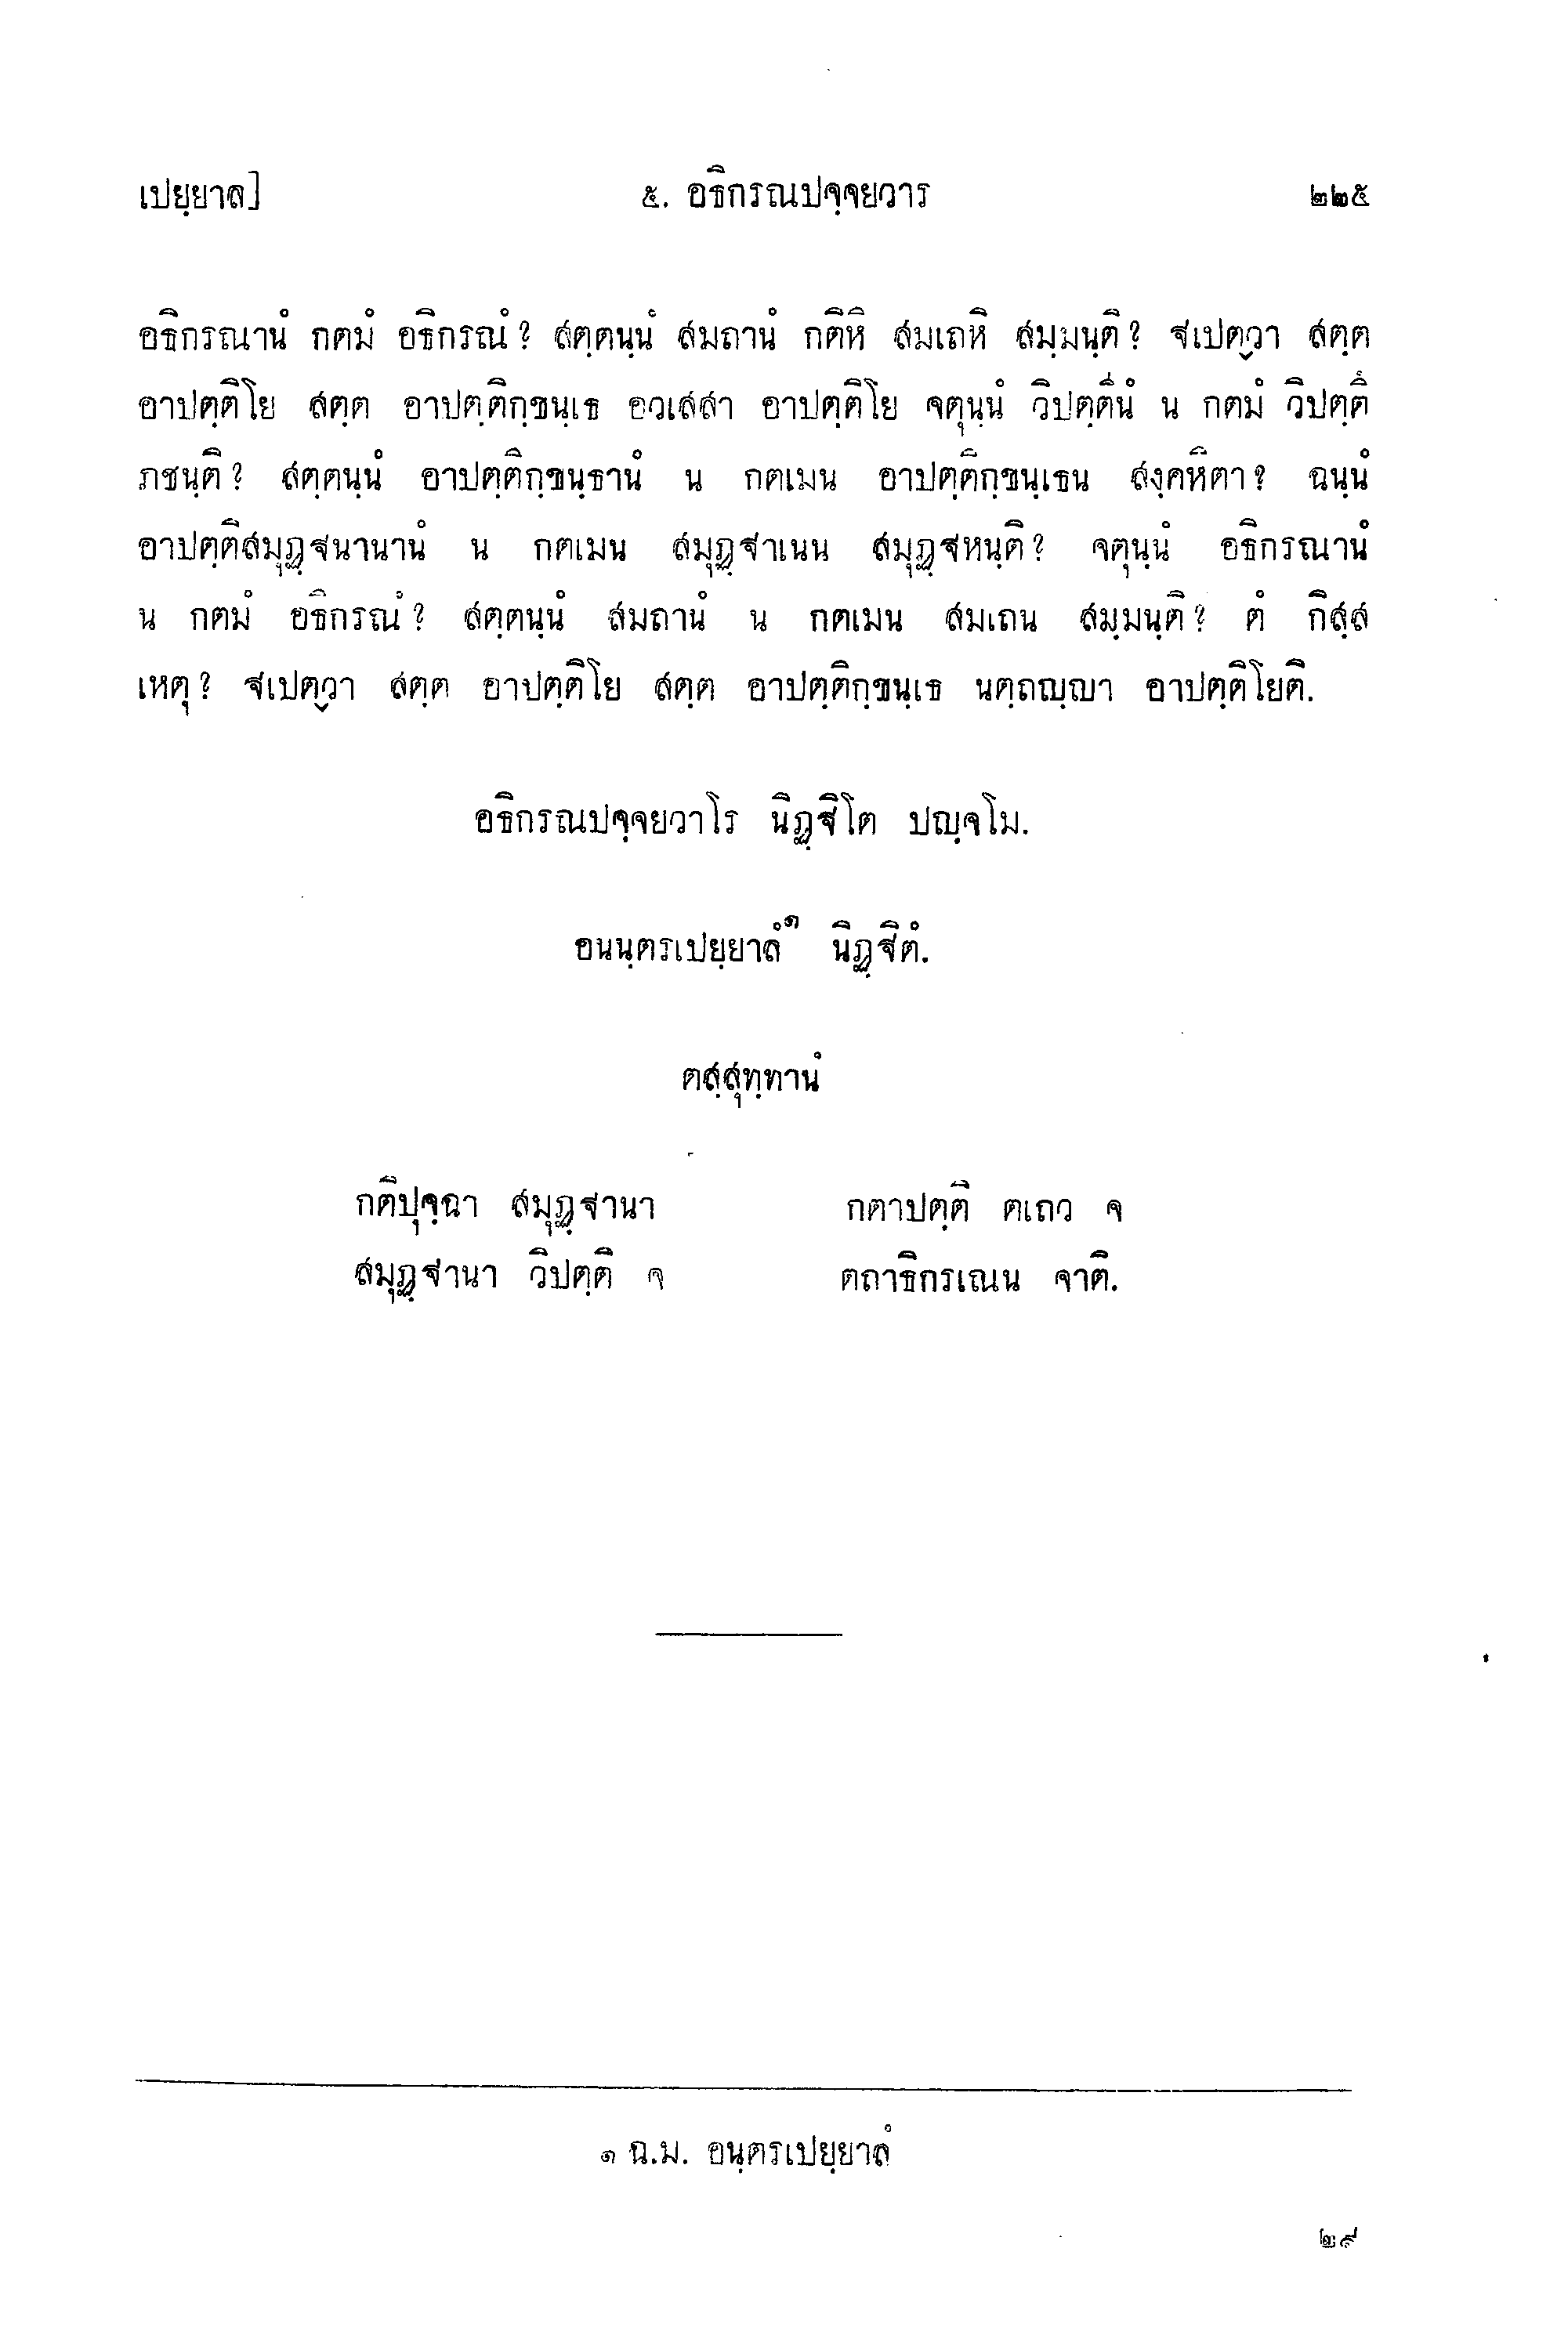 เปยฺยาล]	๕. อธิกรณปจฺจยวาร	๒๒๕
อธิกรณานํ กตมํ อธิกรณํ? สตฺตนฺนํ สมถานํ กติหิ สมเถหิ สมฺมนฺติ? ฐเปตฺวา สตฺต
อาปตฺติโย สตฺต อาปตฺติกฺขนฺเธ อวเสสา อาปตฺติโย จตุนฺนํ วิปตฺตีนํ น กตมํ วิปตฺตึ
ภชนฺติ? สตฺตนฺนํ อาปตฺติกฺขนฺธานํ น กตเมน อาปตฺติกฺขนฺเธน สงฺคหิตา? ฉนฺนํ
อาปตฺติสมุฏฺฐนานานํ น กตเมน สมุฏฺฐาเนน สมุฏฺฐหนฺติ? จตุนฺนํ อธิกรณานํ
น กตมํ อธิกรณํ? สตฺตนฺนํ สมถานํ น กตเมน สมเถน สมฺมนฺติ? ตํ กิสฺส
เหตุ? ฐเปตฺวา สตฺต อาปตฺติโย สตฺต อาปตฺติกฺขนฺเธ นตฺถญฺญา อาปตฺติโยติ.
อธิกรณปจฺจยวาโร นิฏฺฐิโต ปญฺจโม.
อนนฺตรเปยฺยาลํ๑ นิฏฺฐิตํ.
ตสฺสุทฺทานํ
กติปุจฺฉา สมุฏฺฐานา	กตาปตฺติ ตเถว จ
สมุฏฺฐานา วิปตฺติ จ	ตถาธิกรเณน จาติ.
๑ ฉ.ม. อนฺตรเปยฺยาลํ
๒๙